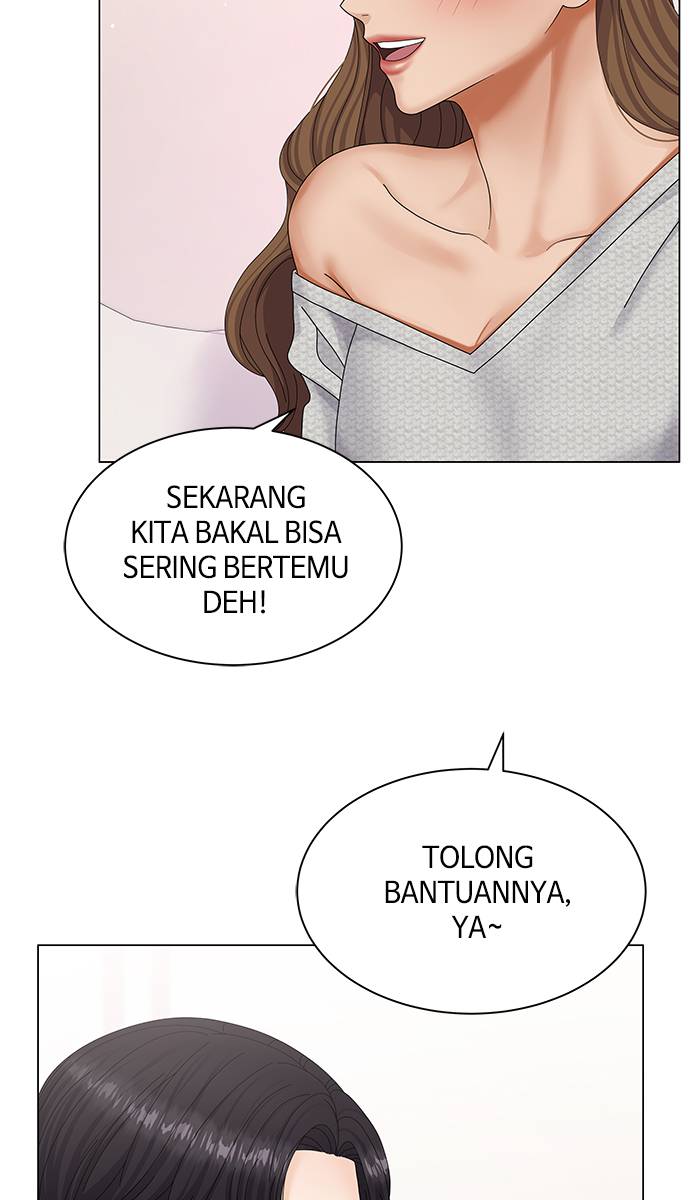 SEKARANG
KITA BAKAL BISA
SERING BERTEMU
DEH!
TOLONG
BANTUANNYA,
YA~